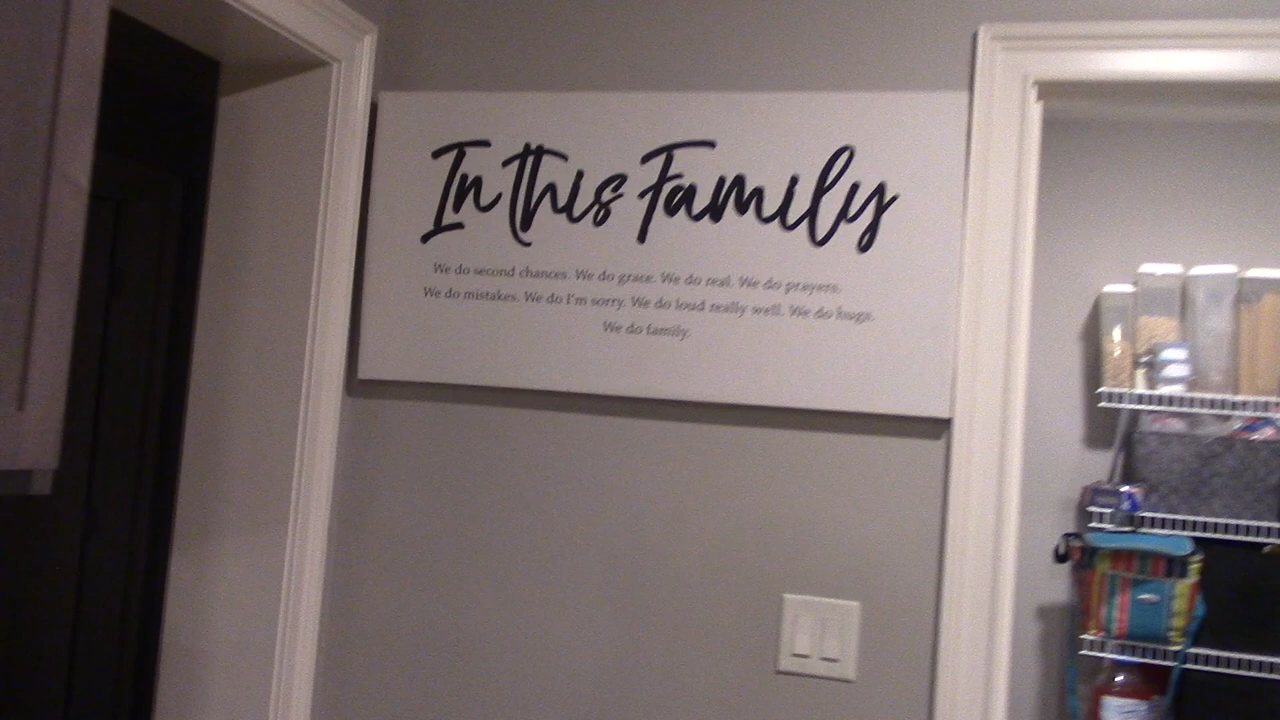 In this Family
We do second chances. We do grace. We do real. We do prayers.
We do mistakes. We do I'm sorry. We do loud really well. We do hugs.
We do family.